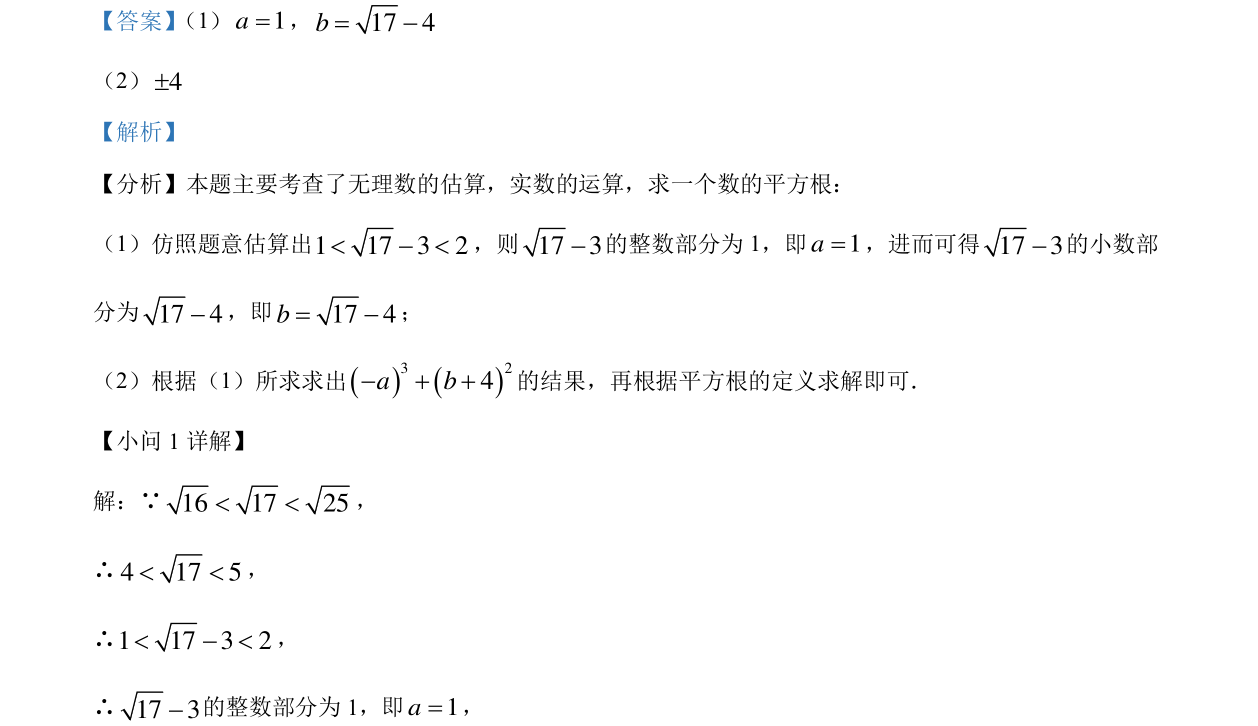 【答案】（1）a＝1，b＝√17－4
（2）±4
【解析】
【分析】本题主要考查了无理数的估算，实数的运算，求一个数的平方根：
（1）仿照题意估算出1＜√17－3＜2，则√17－3的整数部分为 1，即a＝1，进而可得√17－3的小数部
分为√17－4，即b＝√17－4；
（2）根据（1）所求求出(－a)³＋(b＋4)²的结果，再根据平方根的定义求解即可．
【小问 1 详解】
解：∵√16＜√17＜√25，
∴4＜√17＜5，
∴1＜√17－3＜2，
∴√17－3的整数部分为 1，即a＝1，